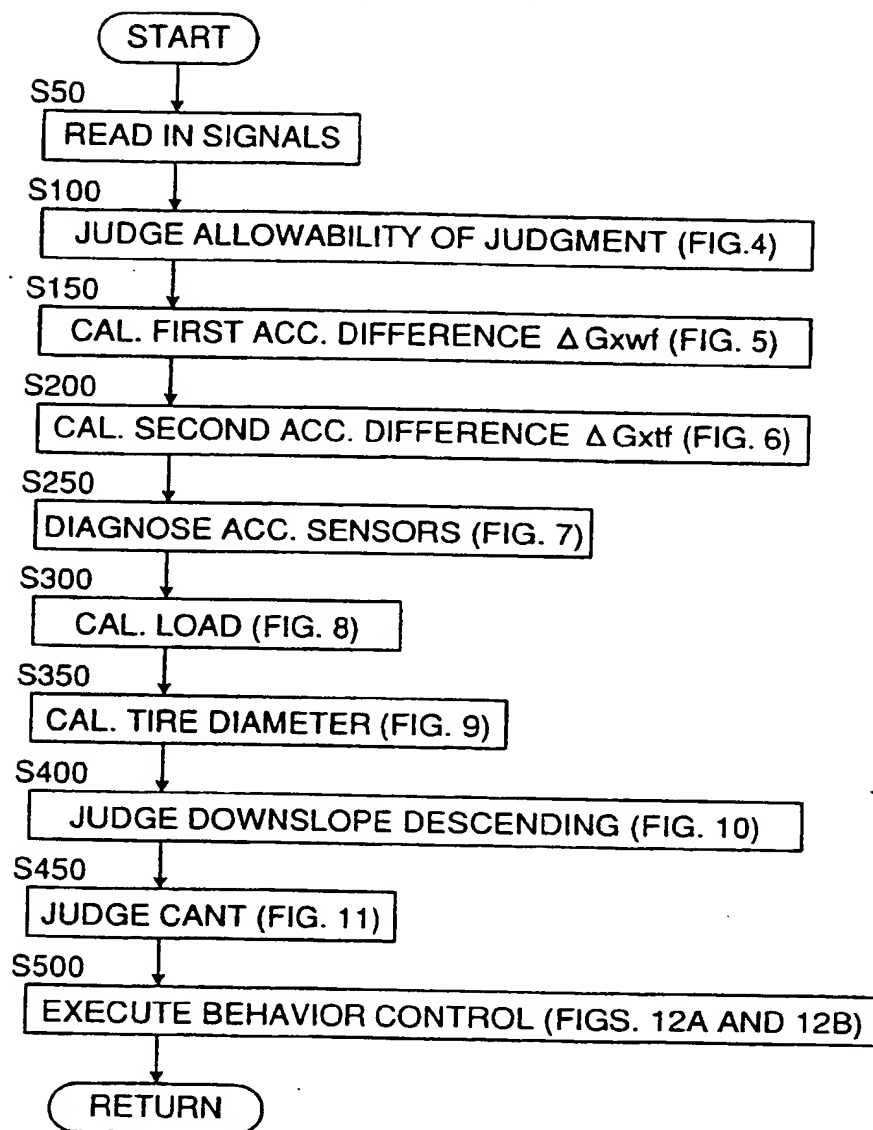 START
S50
READ IN SIGNALS
S100
JUDGE ALLOWABILITY OF JUDGMENT (FIG.4)
S150
CAL. FIRST ACC. DIFFERENCE Δ Gxwf (FIG. 5)
S200
CAL. SECOND ACC. DIFFERENCE Δ Gxtf (FIG. 6)
S250
DIAGNOSE ACC. SENSORS (FIG. 7)
S300
CAL. LOAD (FIG. 8)
S350
CAL. TIRE DIAMETER (FIG. 9)
S400
JUDGE DOWNSLOPE DESCENDING (FIG. 10)
S450
JUDGE CANT (FIG. 11)
S500
EXECUTE BEHAVIOR CONTROL (FIGS. 12A AND 12B)
RETURN